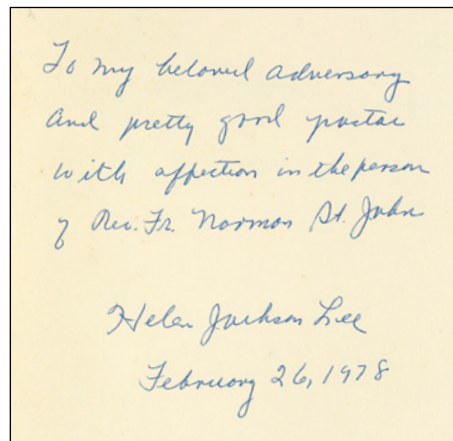 To my beloved adversary
and pretty good pastor
with affection in the person
of Rev. Fr. Norman St. John
Helen Jackson Lee
February 26, 1978